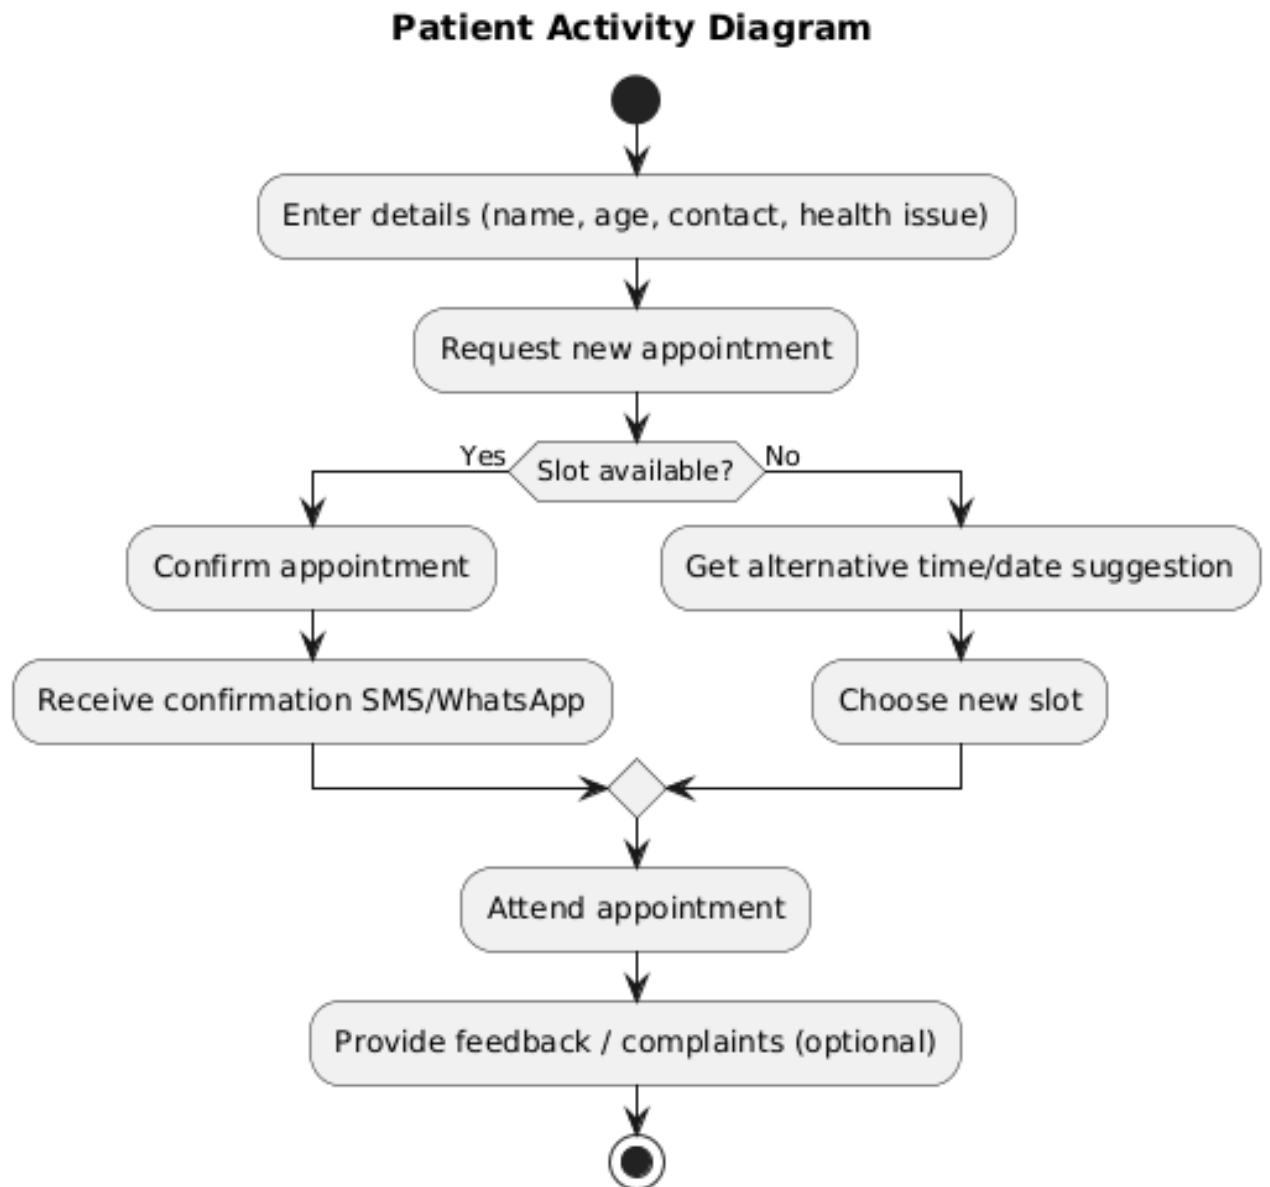 Patient Activity Diagram
Enter details (name, age, contact, health issue)
Request new appointment
Slot available?
Yes
No
Confirm appointment
Get alternative time/date suggestion
Receive confirmation SMS/WhatsApp
Choose new slot
Attend appointment
Provide feedback / complaints (optional)